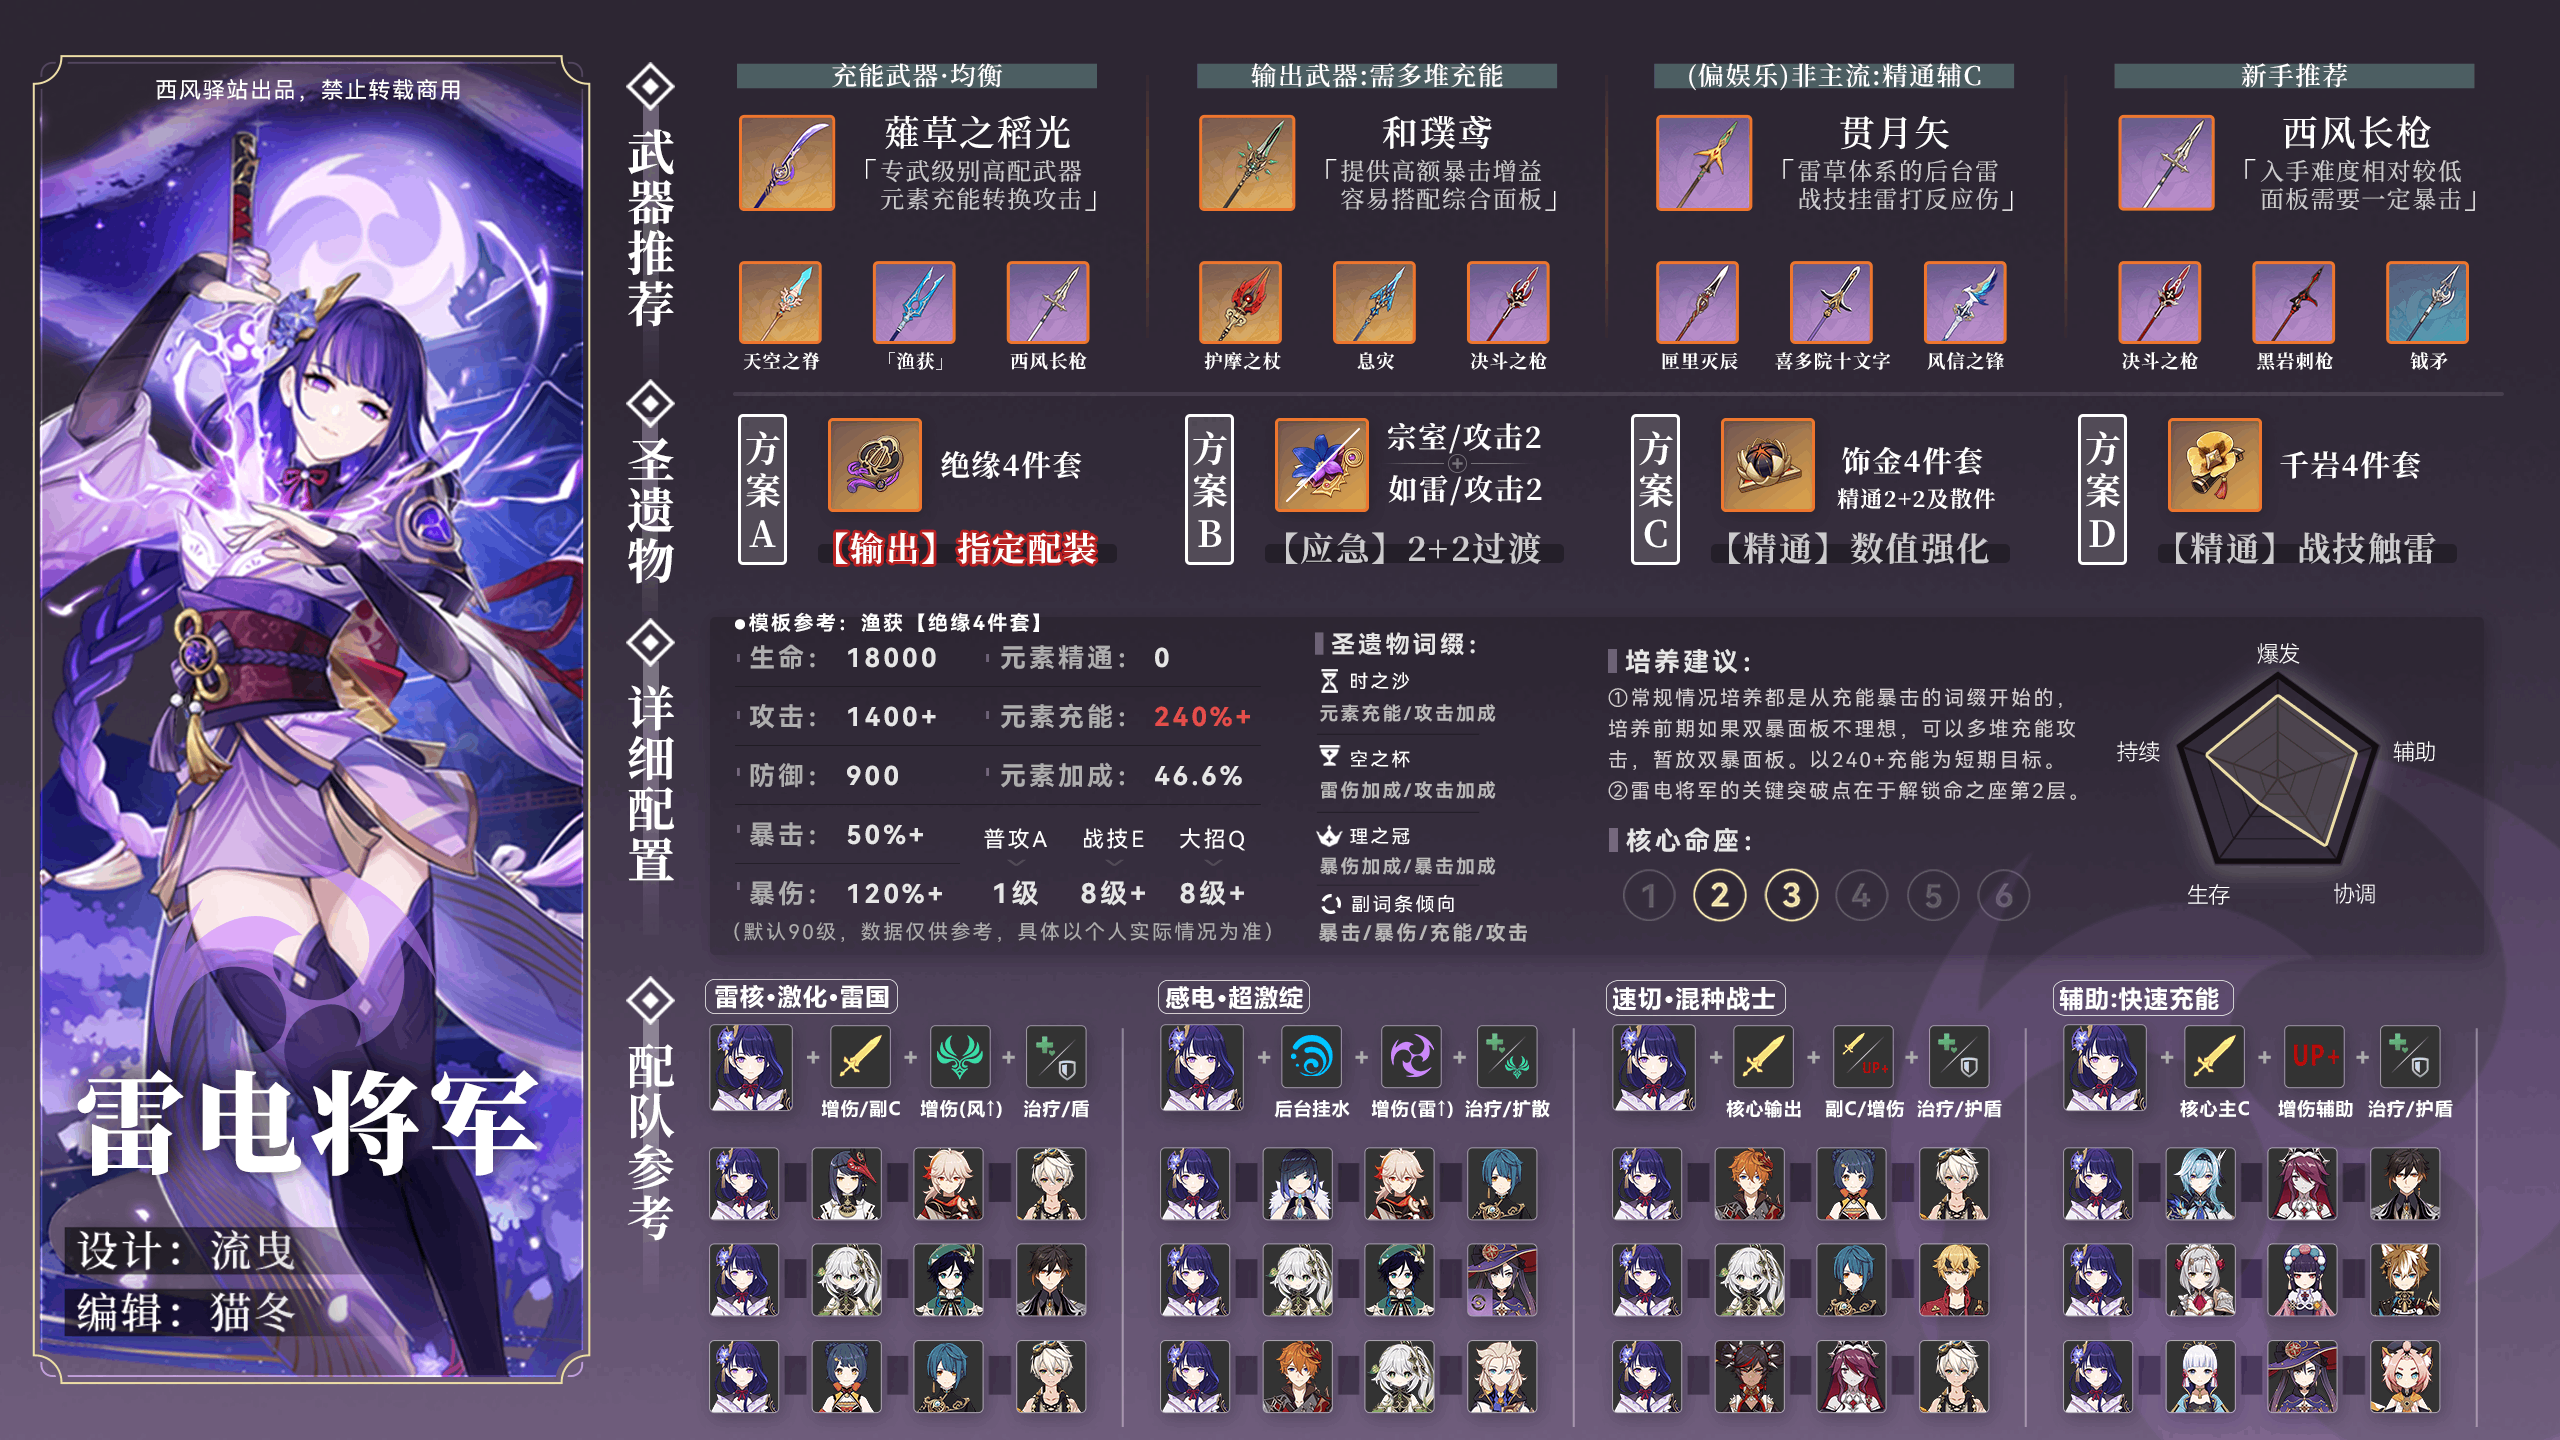 西风驿站出品，禁止转载商用
雷电将军
设计：流曳
编辑：猫冬
武器推荐
充能武器·均衡
薙草之稻光
「专武级别高配武器
元素充能转换攻击」
天空之脊
「渔获」
西风长枪
输出武器:需多堆充能
和璞鸢
「提供高额暴击增益
容易搭配综合面板」
护摩之杖
息灾
决斗之枪
(偏娱乐)非主流:精通辅C
贯月矢
「雷草体系的后台雷
战技挂雷打反应伤」
匣里灭辰
喜多院十文字
风信之锋
新手推荐
西风长枪
「入手难度相对较低
面板需要一定暴击」
决斗之枪
黑岩刺枪
钺矛
圣遗物
方案A
绝缘4件套
【输出】指定配装
方案B
宗室/攻击2
如雷/攻击2
【应急】2+2过渡
方案C
饰金4件套
精通2+2及散件
【精通】数值强化
方案D
千岩4件套
【精通】战技触雷
详细配置
●模板参考：渔获【绝缘4件套】
生命：18000 元素精通：0
攻击：1400+ 元素充能：240%+
防御：900 元素加成：46.6%
暴击：50%+ 普攻A 战技E 大招Q
暴伤：120%+ 1级 8级+ 8级+
(默认90级，数据仅供参考，具体以个人实际情况为准)
圣遗物词缀：
时之沙
元素充能/攻击加成
空之杯
雷伤加成/攻击加成
理之冠
暴伤加成/暴击加成
副词条倾向
暴击/暴伤/充能/攻击
培养建议：
①常规情况培养都是从充能暴击的词缀开始的，
培养前期如果双暴面板不理想，可以多堆充能攻
击，暂放双暴面板。以240+充能为短期目标。
②雷电将军的关键突破点在于解锁命之座第2层。
核心命座：
1 2 3 4 5 6
爆发
辅助
协调
生存
持续
配队参考
雷核•激化•雷国
增伤/副C 增伤(风↑) 治疗/盾
感电•超激绽
后台挂水 增伤(雷↑) 治疗/扩散
速切•混种战士
UP+
核心输出 副C/增伤 治疗/护盾
辅助:快速充能
UP+
核心主C 增伤辅助 治疗/护盾